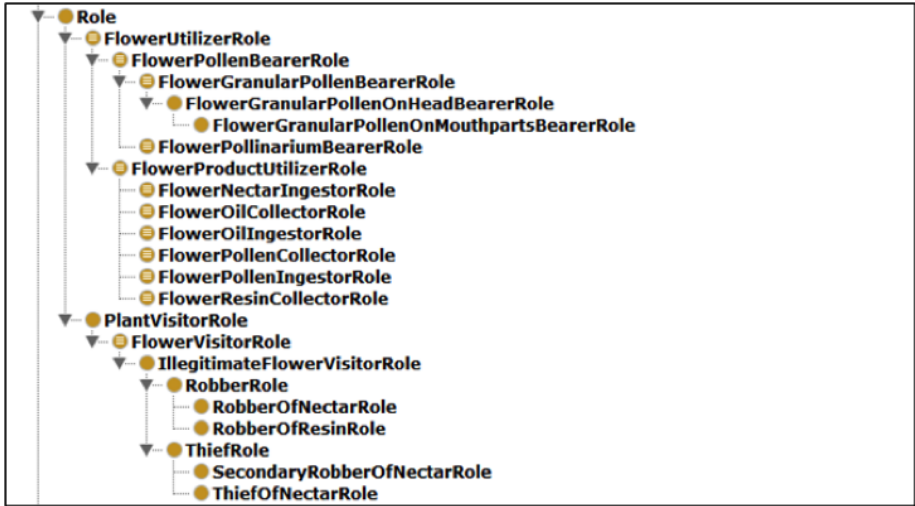 Role
FlowerUtilizerRole
FlowerPollenBearerRole
FlowerGranularPollenBearerRole
FlowerGranularPollenOnHeadBearerRole
FlowerGranularPollenOnMouthpartsBearerRole
FlowerPollinariumBearerRole
FlowerProductUtilizerRole
FlowerNectarIngestorRole
FlowerOilCollectorRole
FlowerOilIngestorRole
FlowerPollenCollectorRole
FlowerPollenIngestorRole
FlowerResinCollectorRole
PlantVisitorRole
FlowerVisitorRole
IllegitimateFlowerVisitorRole
RobberRole
RobberOfNectarRole
RobberOfResinRole
ThiefRole
SecondaryRobberOfNectarRole
ThiefOfNectarRole